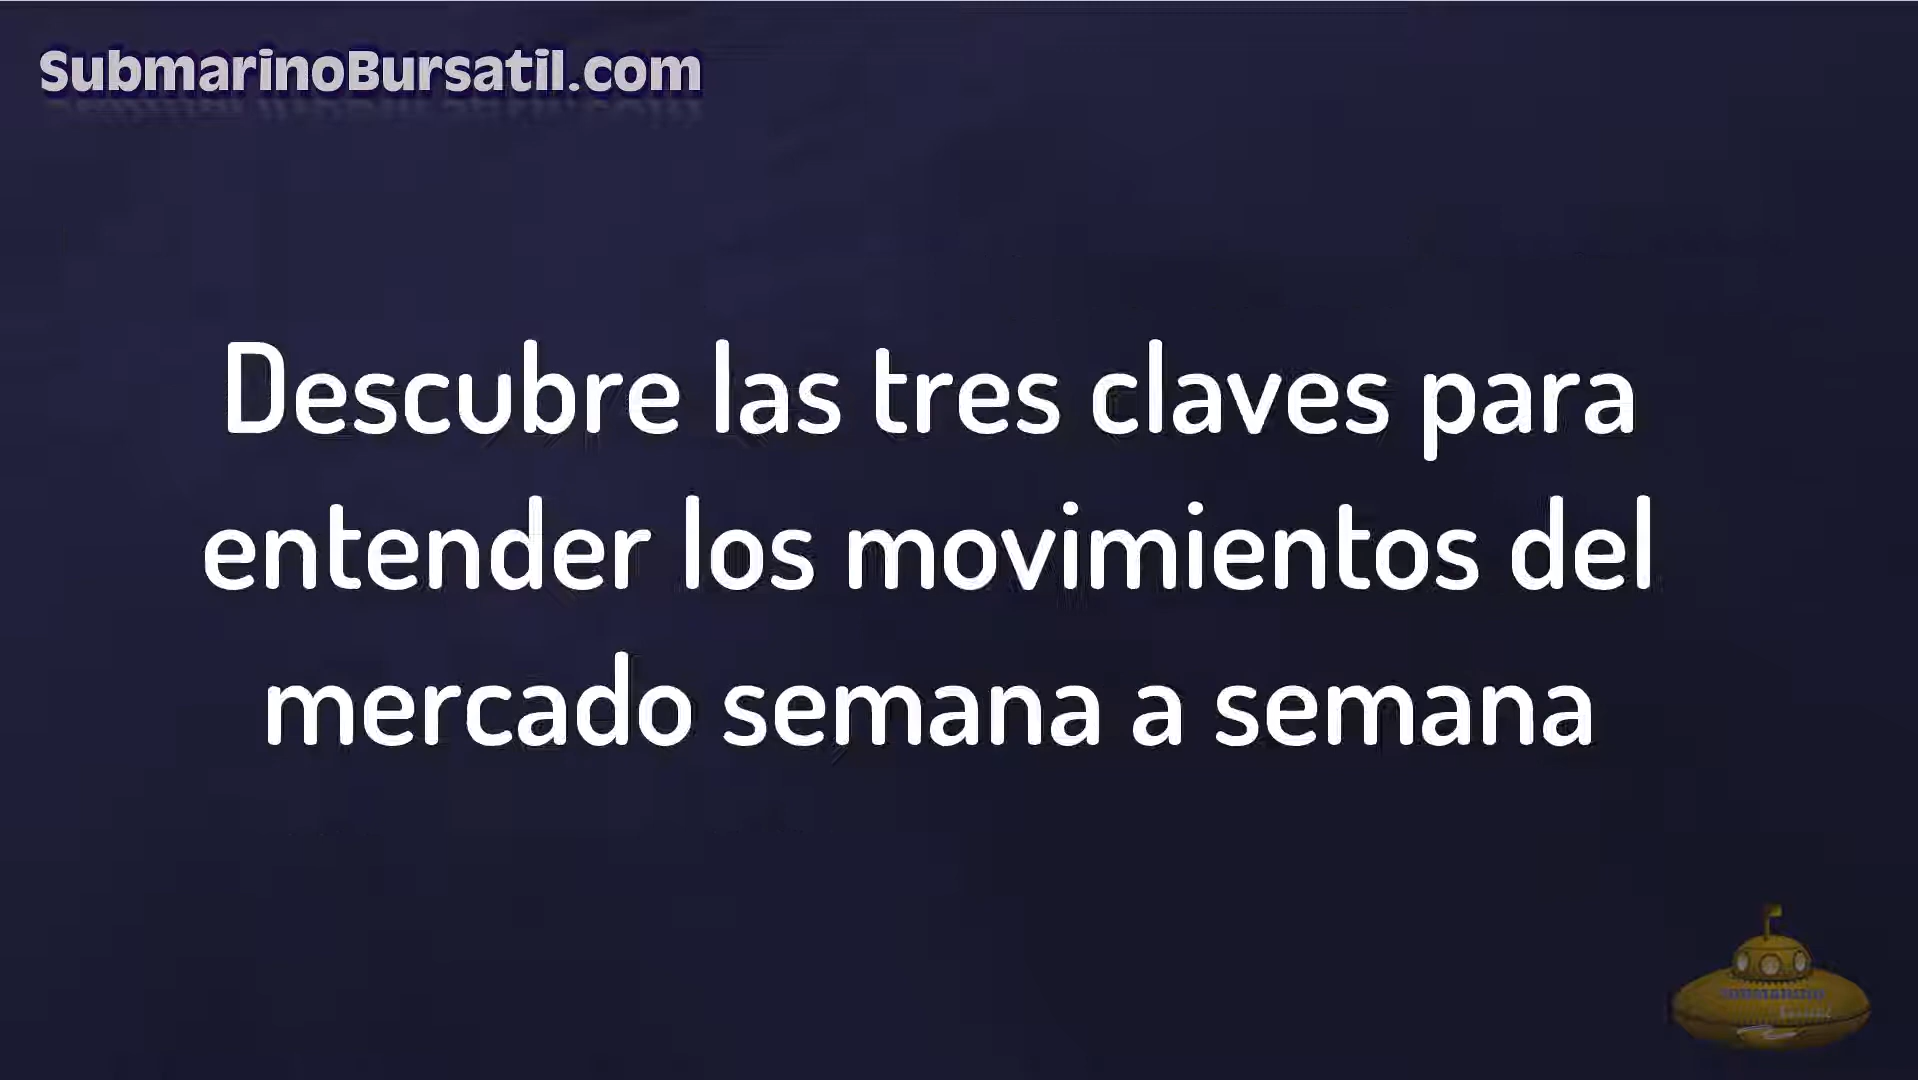 SubmarinoBursatil.com
Descubre las tres claves para
entender los movimientos del
mercado semana a semana